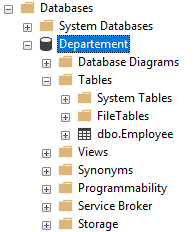 Databases
System Databases
Departement
Database Diagrams
Tables
System Tables
FileTables
dbo.Employee
Views
Synonyms
Programmability
Service Broker
Storage